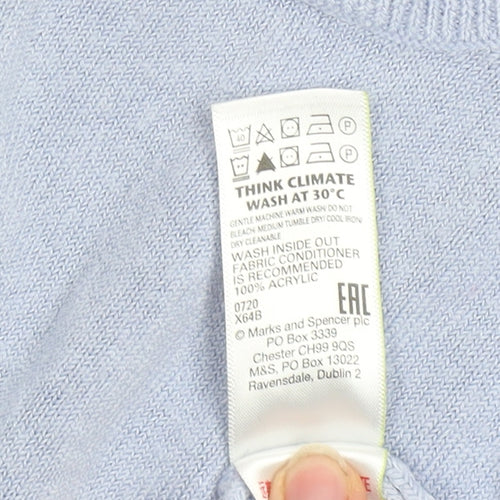 40 P
P
THINK CLIMATE
WASH AT 30°C
GENTLE MACHINE WARM WASH| DO NOT
BLEACH| MEDIUM TUMBLE DRY| COOL IRON|
DRY CLEANABLE
WASH INSIDE OUT
FABRIC CONDITIONER
IS RECOMMENDED
100% ACRYLIC
0720
X64B
EAC
© Marks and Spencer plc
PO Box 3339
Chester CH99 9QS
M&S, PO Box 13022
Ravensdale, Dublin 2